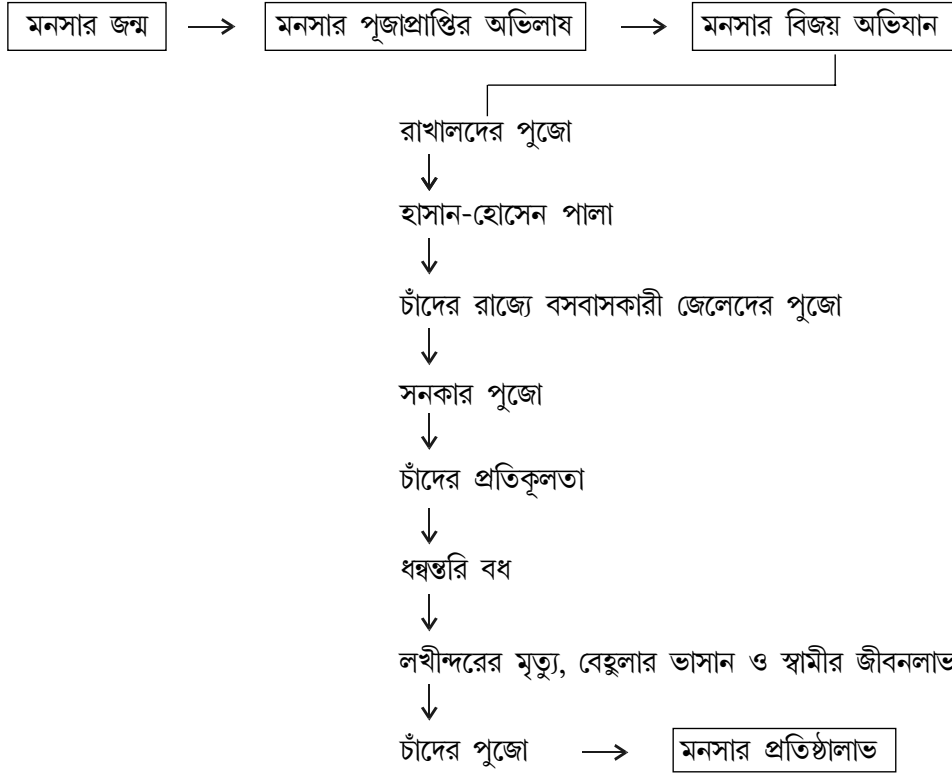 মনসার জন্ম → মনসার পূজাপ্রাপ্তির অভিলাষ → মনসার বিজয় অভিযান
রাখালদের পুজো
হাসান-হোসেন পালা
চাঁদের রাজ্যে বসবাসকারী জেলেদের পুজো
সনকার পুজো
চাঁদের প্রতিকূলতা
ধন্বন্তরি বধ
লখীন্দরের মৃত্যু, বেহুলার ভাসান ও স্বামীর জীবনলাভ
চাঁদের পুজো → মনসার প্রতিষ্ঠালাভ